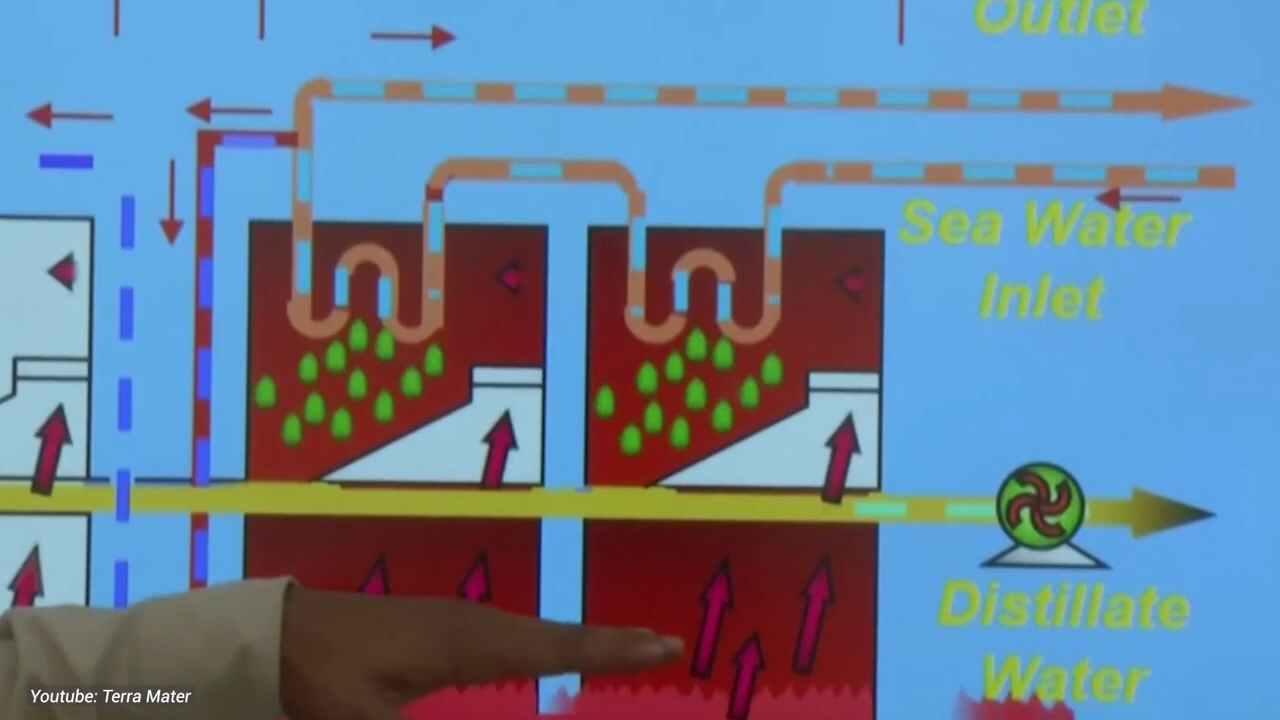 Outlet
Sea Water
Inlet
Distillate
Water
Youtube: Terra Mater